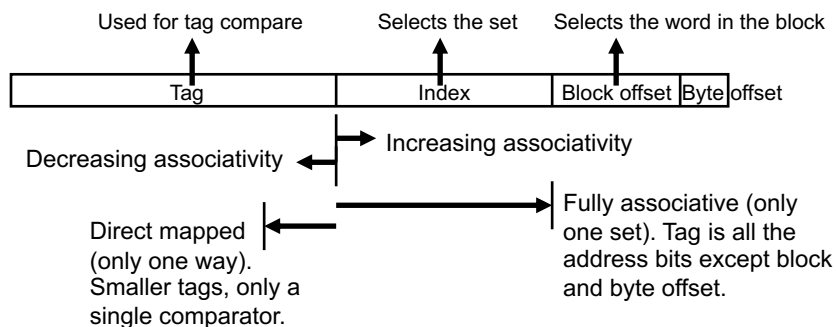 Used for tag compare
Selects the set
Selects the word in the block
Tag
Index
Block offset
Byte offset
Increasing associativity
Decreasing associativity
Fully associative (only
one set). Tag is all the
address bits except block
and byte offset.
Direct mapped
(only one way).
Smaller tags, only a
single comparator.